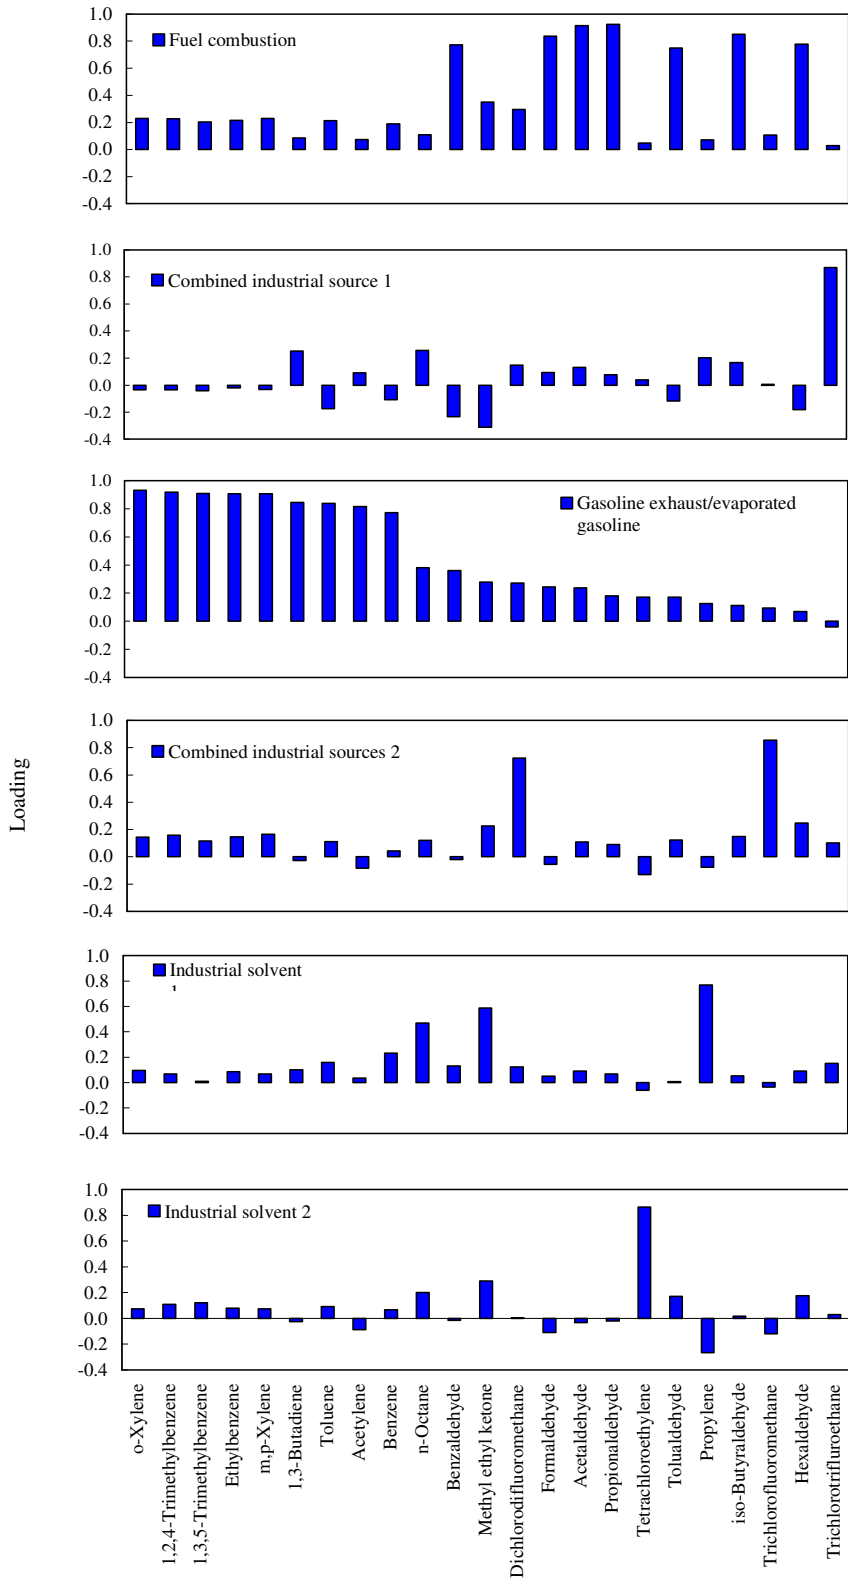 1.0
0.8
0.6
0.4
0.2
0.0
-0.2
-0.4
Fuel combustion
1.0
0.8
0.6
0.4
0.2
0.0
-0.2
-0.4
Combined industrial source 1
1.0
0.8
0.6
0.4
0.2
0.0
-0.2
-0.4
Gasoline exhaust/evaporated
gasoline
1.0
0.8
0.6
0.4
0.2
0.0
-0.2
-0.4
Combined industrial sources 2
Loading
1.0
0.8
0.6
0.4
0.2
0.0
-0.2
-0.4
Industrial solvent
1.0
0.8
0.6
0.4
0.2
0.0
-0.2
-0.4
Industrial solvent 2
o-Xylene
1,2,4-Trimethylbenzene
1,3,5-Trimethylbenzene
Ethylbenzene
m,p-Xylene
1,3-Butadiene
Toluene
Acetylene
Benzene
n-Octane
Benzaldehyde
Methyl ethyl ketone
Dichlorodifluoromethane
Formaldehyde
Acetaldehyde
Propionaldehyde
Tetrachloroethylene
Tolualdehyde
Propylene
iso-Butyraldehyde
Trichlorofluoromethane
Hexaldehyde
Trichlorotrifluroethane